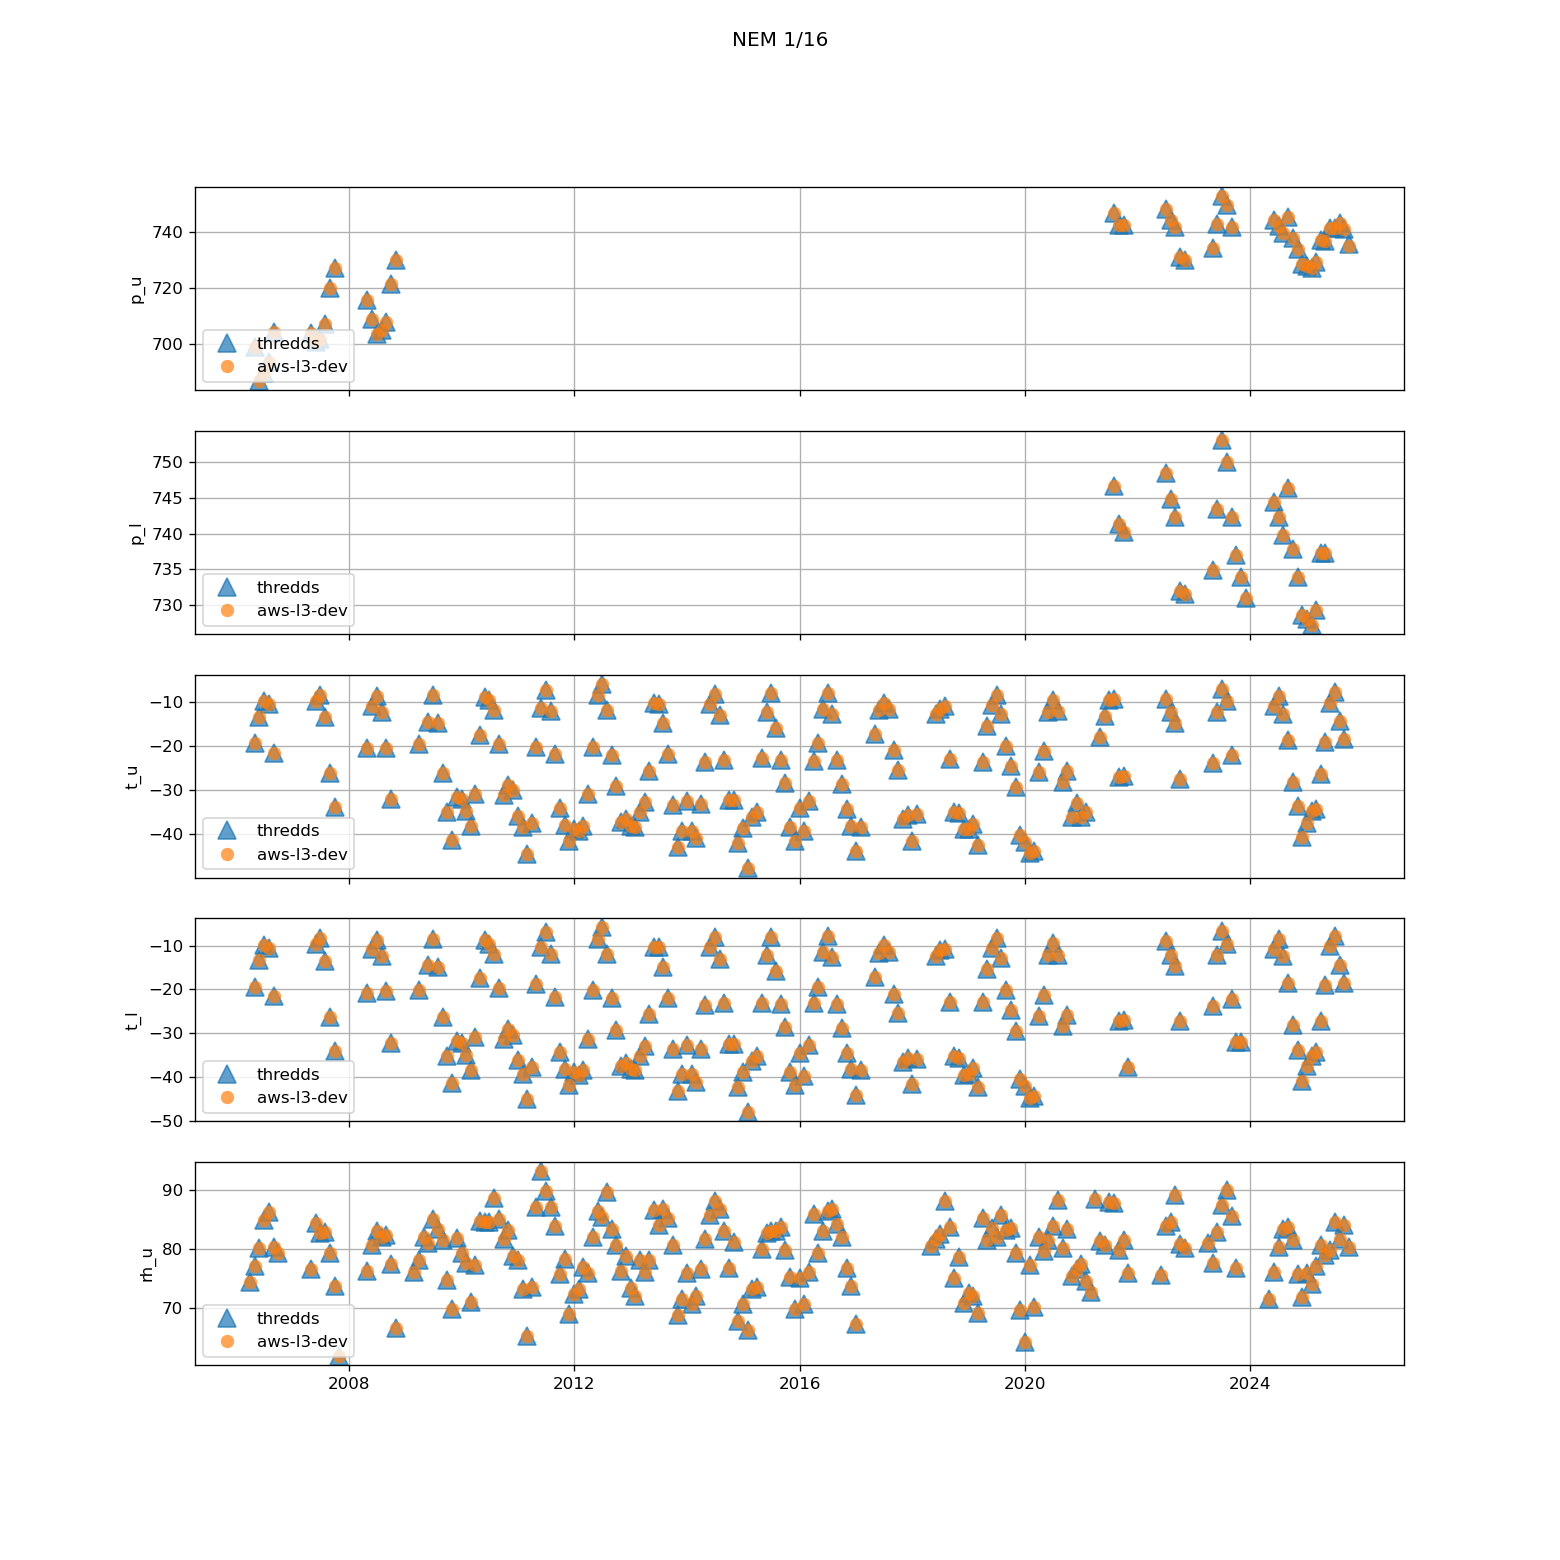 NEM 1/16
740
720
700
p_u
thredds
aws-l3-dev
750
745
740
735
730
p_l
thredds
aws-l3-dev
−10
−20
−30
−40
t_u
thredds
aws-l3-dev
−10
−20
−30
−40
−50
t_l
thredds
aws-l3-dev
90
80
70
rh_u
thredds
aws-l3-dev
2008
2012
2016
2020
2024